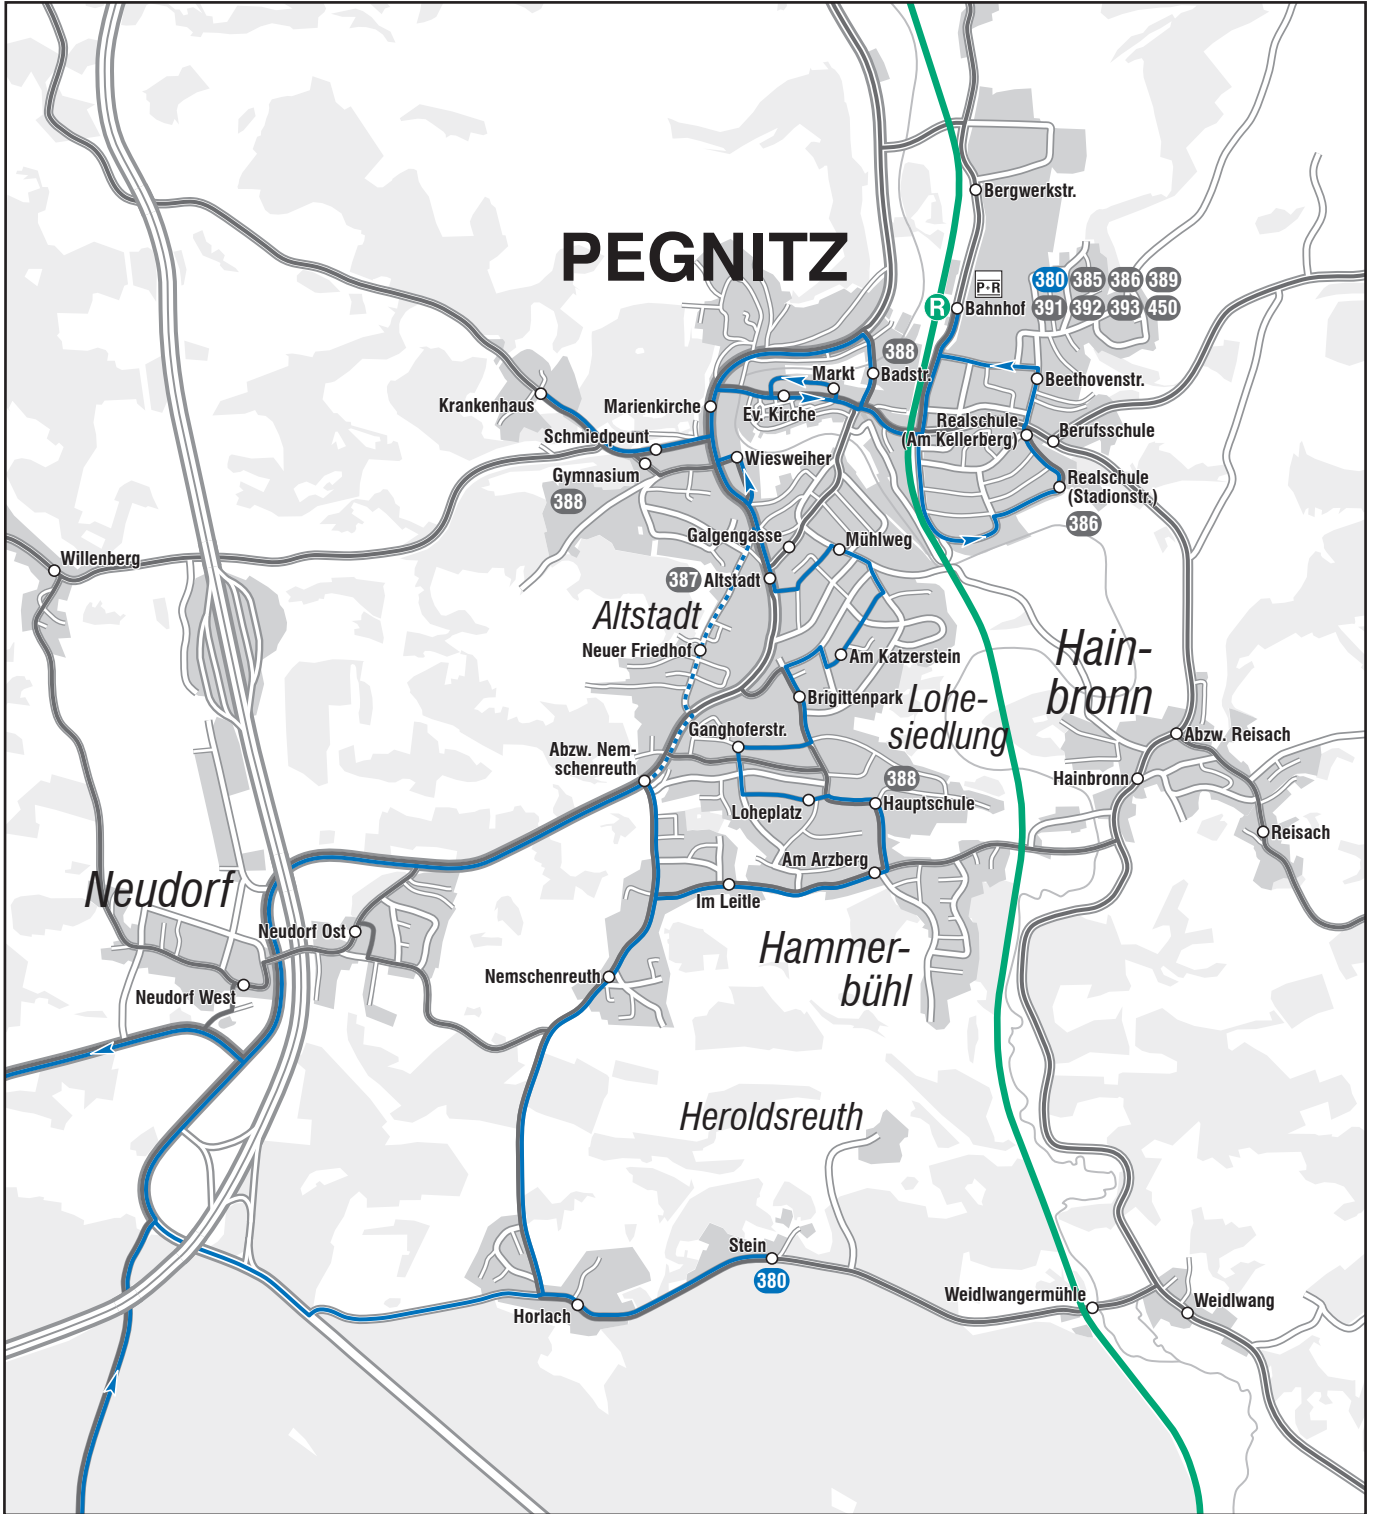 Bergwerkstr.
PEGNITZ
P+R
380 385 386 389
R
Bahnhof
391 392 393 450
388
Markt
Badstr.
Beethovenstr.
Krankenhaus
Marienkirche
Ev. Kirche
Realschule
(Am Kellerberg)
Berufsschule
Schmiedpeunt
Wiesweiher
Gymnasium
388
Realschule
(Stadionstr.)
386
Galgengasse
Mühlweg
Willenberg
387 Altstadt
Altstadt
Neuer Friedhof
Am Katzerstein
Hain-
bronn
Brigittenpark
Lohe-
siedlung
Ganghoferstr.
Abzw. Nem-
schenreuth
Abzw. Reisach
388
Hainbronn
Loheplatz
Hauptschule
Reisach
Am Arzberg
Neudorf
Im Leitle
Neudorf Ost
Hammer-
bühl
Nemschenreuth
Neudorf West
Heroldsreuth
Stein
380
Weidlwangermühle
Weidlwang
Horlach